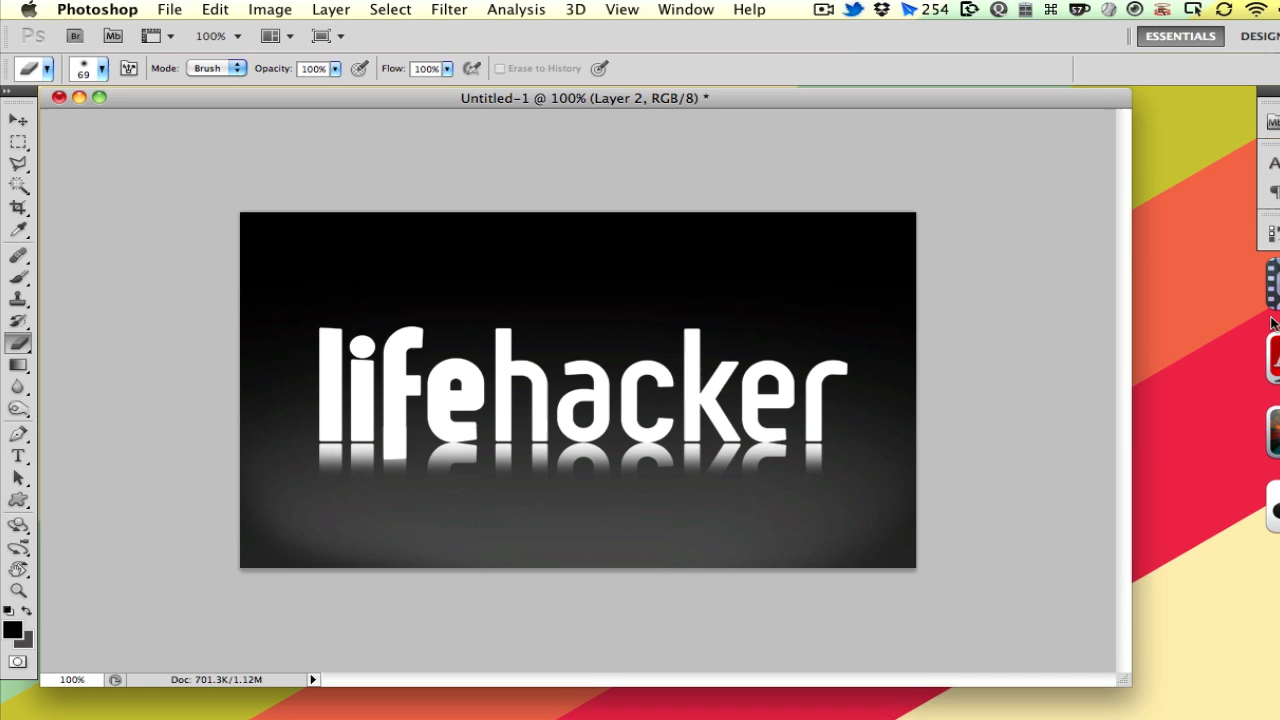 Photoshop File Edit Image Layer Select Filter Analysis 3D View Window Help 254
Ps Br Mb 100% ESSENTIALS
69 Mode: Brush Opacity: 100% Flow: 100% Erase to History
Untitled-1 @ 100% (Layer 2, RGB/8) *
lifehacker
100% Doc: 701.3K/1.12M